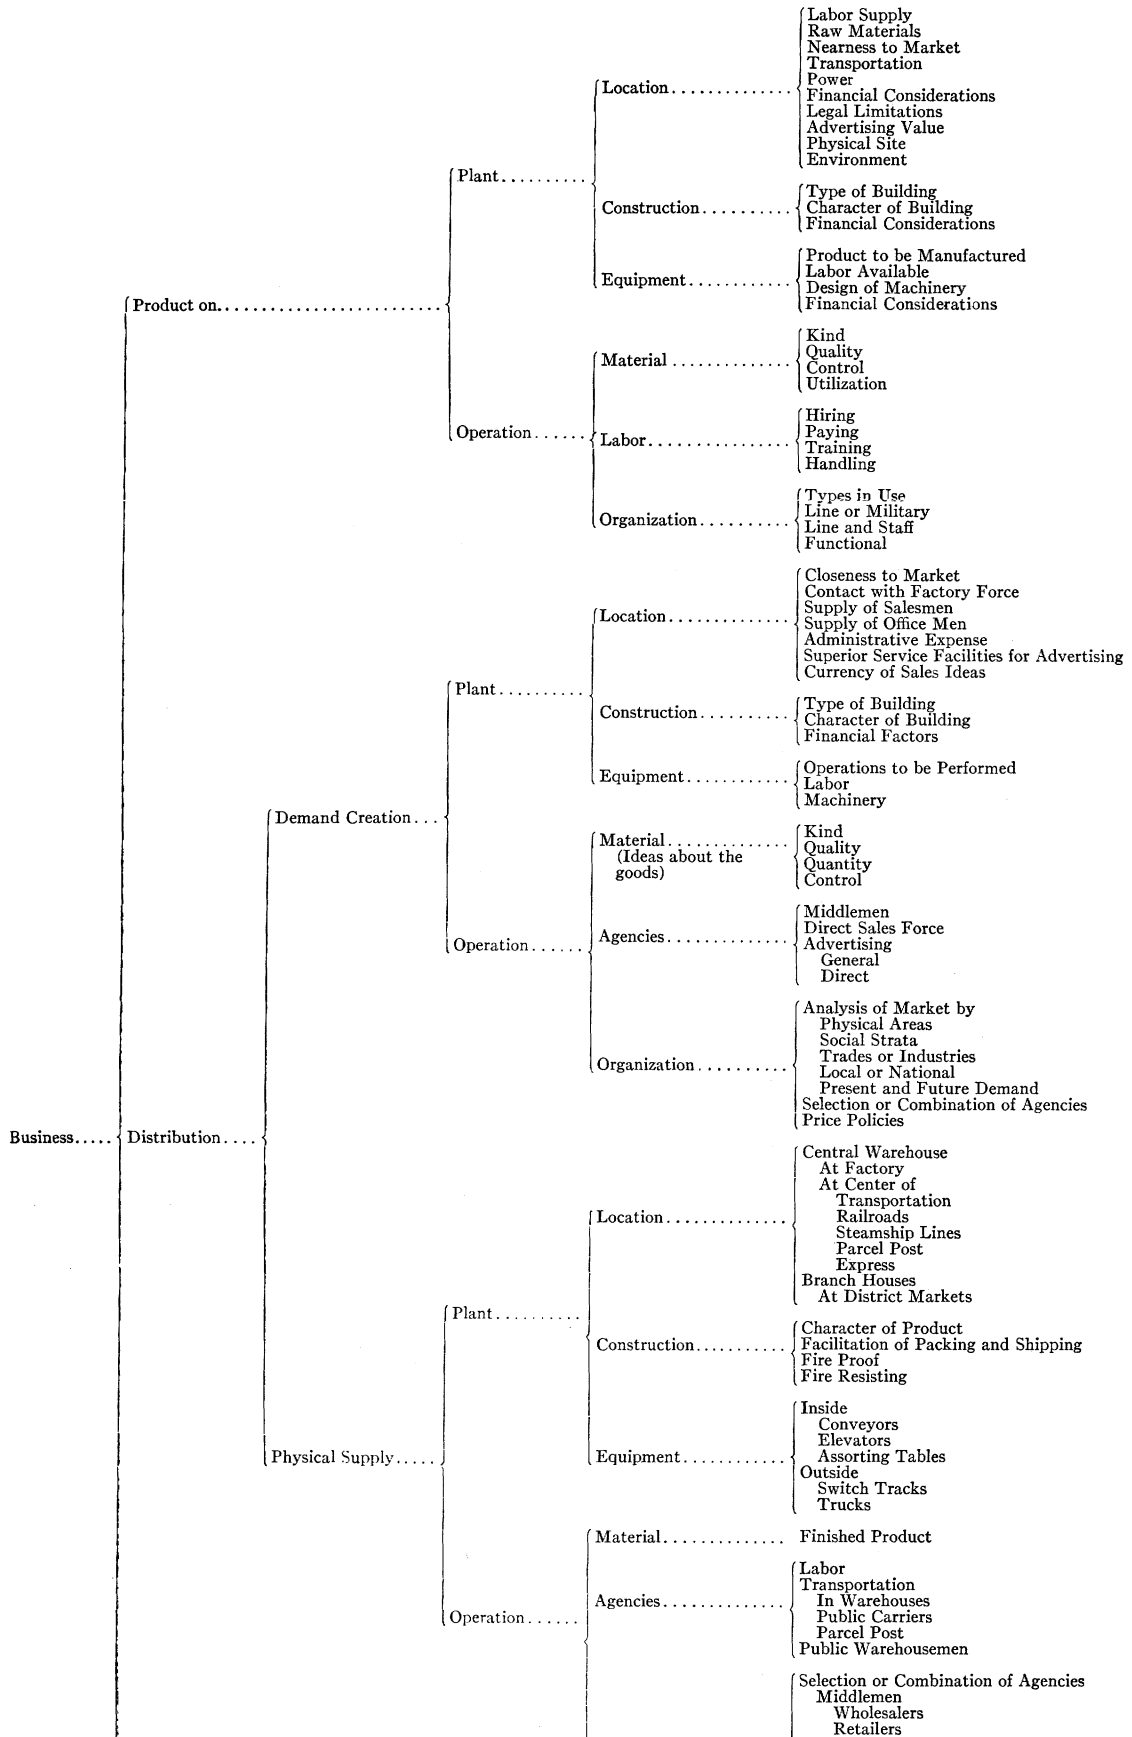 Business.....
Product on.........................
Plant..........
Location..............
Labor Supply
Raw Materials
Nearness to Market
Transportation
Power
Financial Considerations
Legal Limitations
Advertising Value
Physical Site
Environment
Construction..........
Type of Building
Character of Building
Financial Considerations
Equipment............
Product to be Manufactured
Labor Available
Design of Machinery
Financial Considerations
Operation......
Material..............
Kind
Quality
Control
Utilization
Labor................
Hiring
Paying
Training
Handling
Organization..........
Types in Use
Line or Military
Line and Staff
Functional
Distribution....
Demand Creation...
Plant..........
Location..............
Closeness to Market
Contact with Factory Force
Supply of Salesmen
Supply of Office Men
Administrative Expense
Superior Service Facilities for Advertising
Currency of Sales Ideas
Construction..........
Type of Building
Character of Building
Financial Factors
Equipment............
Operations to be Performed
Labor
Machinery
Operation......
Material..............
(Ideas about the
goods)
Kind
Quality
Quantity
Control
Agencies..............
Middlemen
Direct Sales Force
Advertising
General
Direct
Organization..........
Analysis of Market by
Physical Areas
Social Strata
Trades or Industries
Local or National
Present and Future Demand
Selection or Combination of Agencies
Price Policies
Physical Supply.....
Plant..........
Location..............
Central Warehouse
At Factory
At Center of
Transportation
Railroads
Steamship Lines
Parcel Post
Express
Branch Houses
At District Markets
Construction...........
Character of Product
Facilitation of Packing and Shipping
Fire Proof
Fire Resisting
Equipment............
Inside
Conveyors
Elevators
Assorting Tables
Outside
Switch Tracks
Trucks
Operation......
Material..............
Finished Product
Agencies..............
Labor
Transportation
In Warehouses
Public Carriers
Parcel Post
Public Warehousemen
Selection or Combination of Agencies
Middlemen
Wholesalers
Retailers